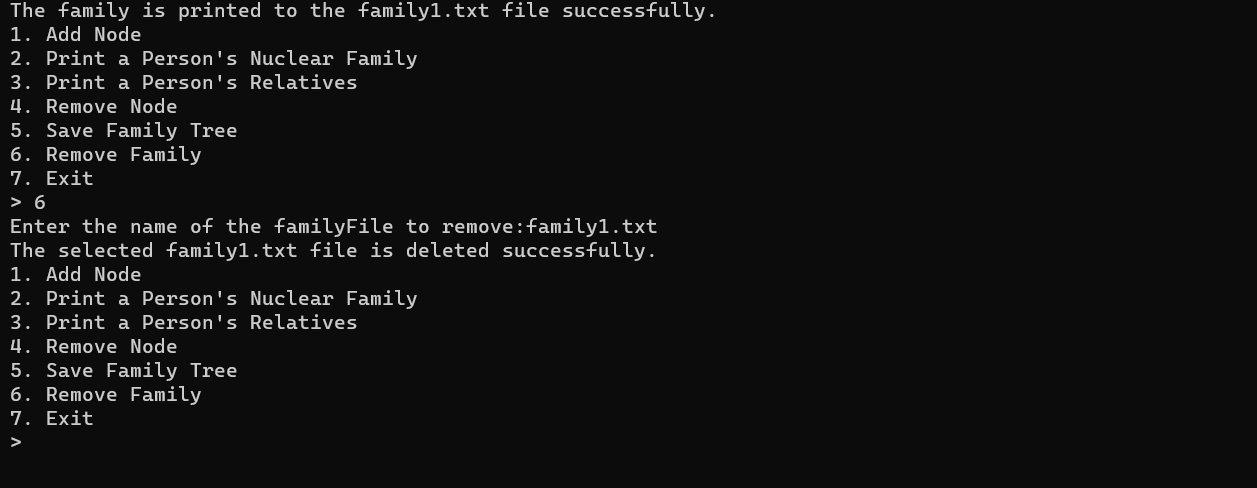 The family is printed to the family1.txt file successfully.
1. Add Node
2. Print a Person's Nuclear Family
3. Print a Person's Relatives
4. Remove Node
5. Save Family Tree
6. Remove Family
7. Exit
> 6
Enter the name of the familyFile to remove:family1.txt
The selected family1.txt file is deleted successfully.
1. Add Node
2. Print a Person's Nuclear Family
3. Print a Person's Relatives
4. Remove Node
5. Save Family Tree
6. Remove Family
7. Exit
>